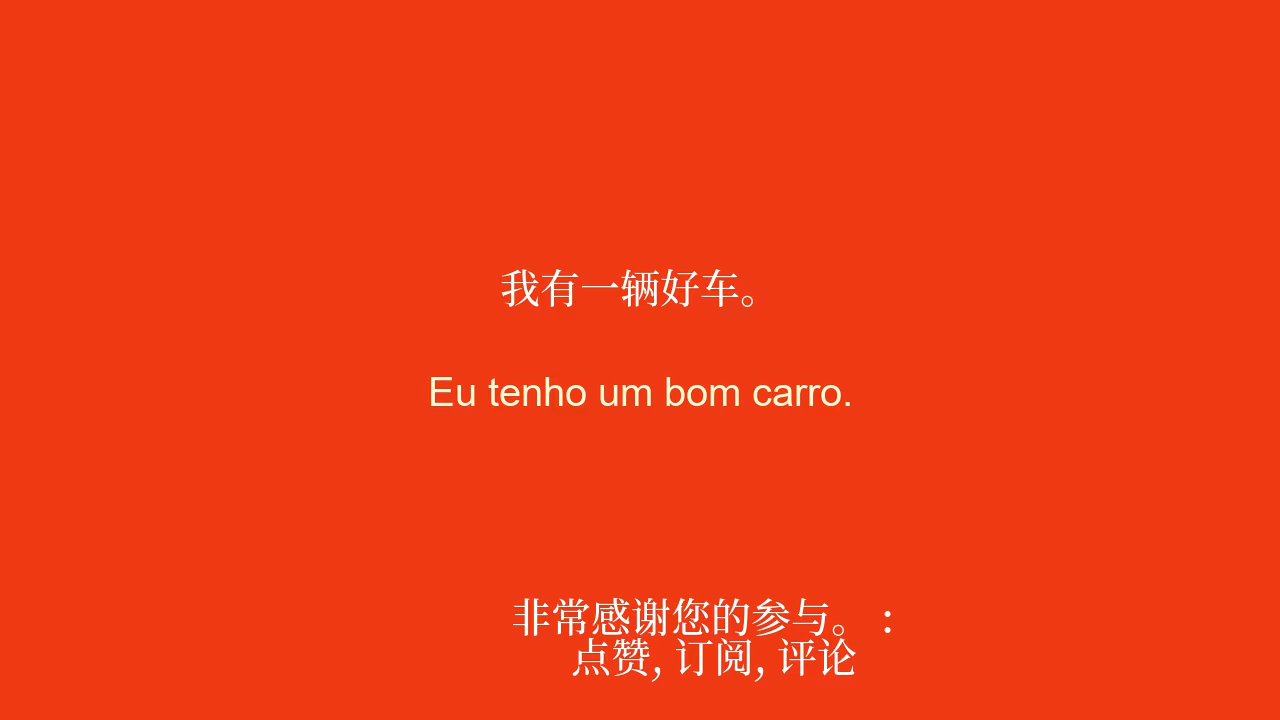 我有一辆好车。
Eu tenho um bom carro.
非常感谢您的参与。 :
点赞, 订阅, 评论